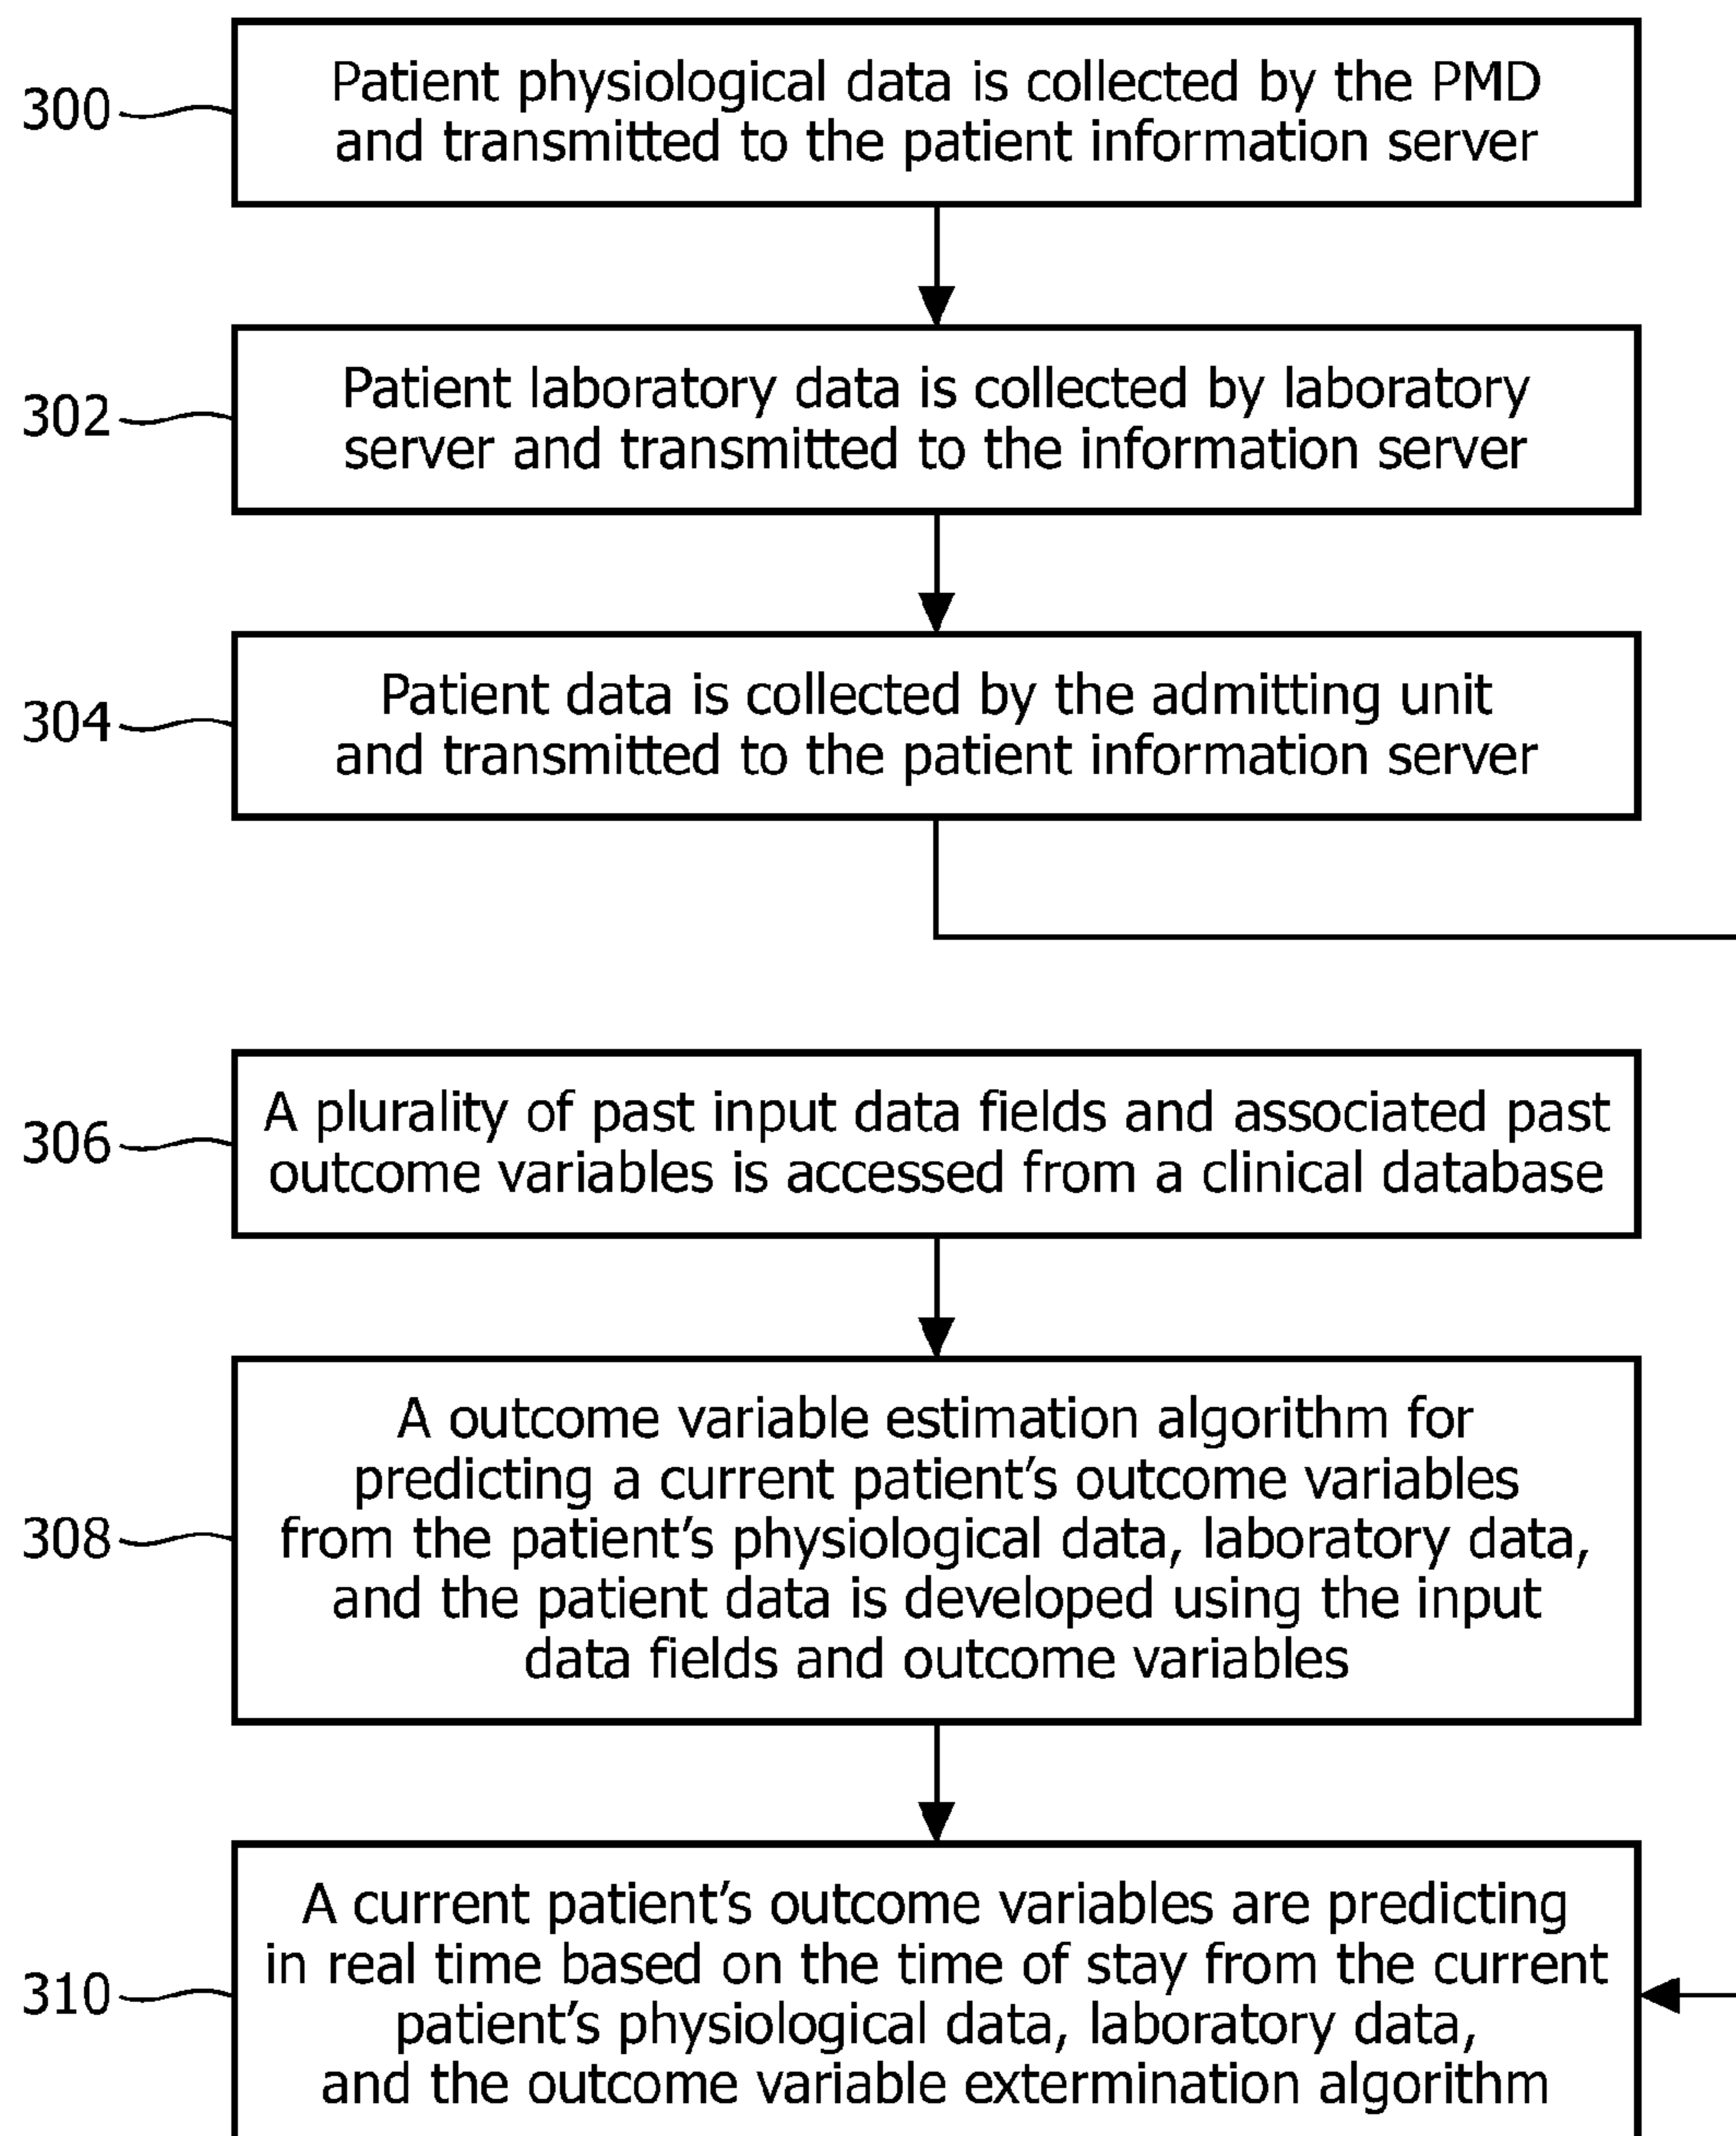 300
Patient physiological data is collected by the PMD
and transmitted to the patient information server
302
Patient laboratory data is collected by laboratory
server and transmitted to the information server
304
Patient data is collected by the admitting unit
and transmitted to the patient information server
306
A plurality of past input data fields and associated past
outcome variables is accessed from a clinical database
308
A outcome variable estimation algorithm for
predicting a current patient’s outcome variables
from the patient’s physiological data, laboratory data,
and the patient data is developed using the input
data fields and outcome variables
310
A current patient’s outcome variables are predicting
in real time based on the time of stay from the current
patient’s physiological data, laboratory data,
and the outcome variable extermination algorithm